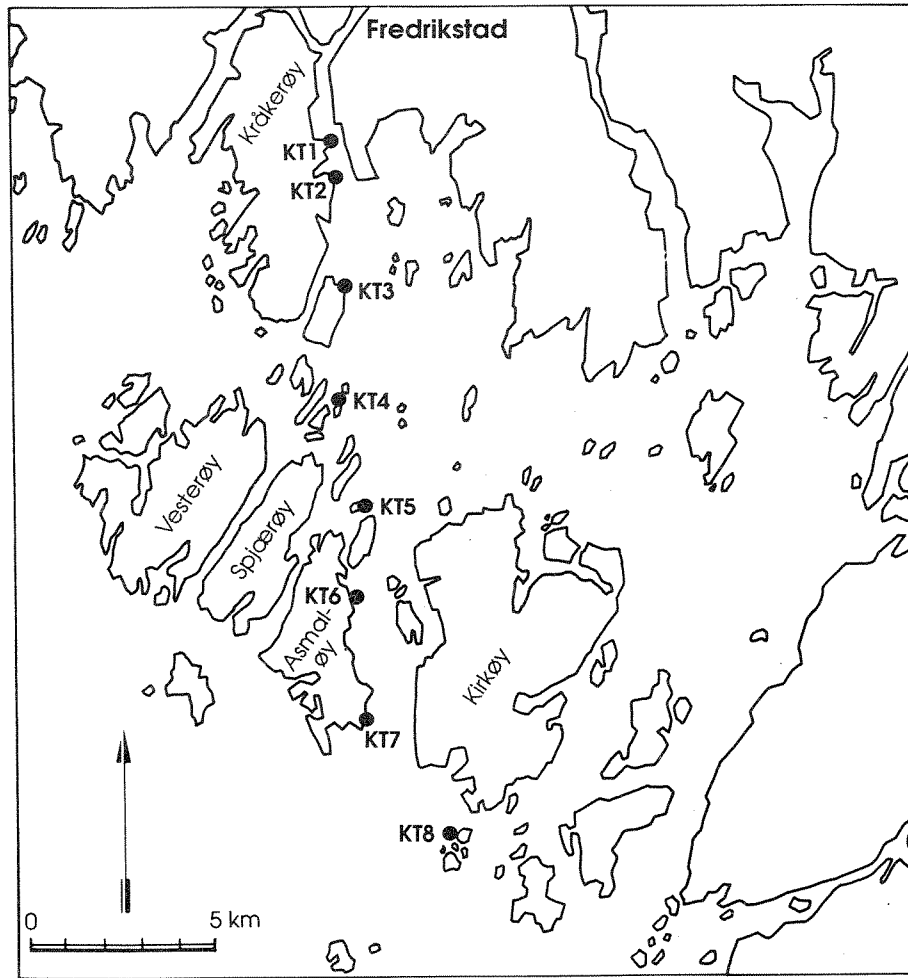 Fredrikstad
Kråkerøy
KT1
KT2
KT3
KT4
Vesterøy
Spjærøy
KT5
KT6
Asmal-
øy
Kirkøy
KT7
KT8
0 5 km